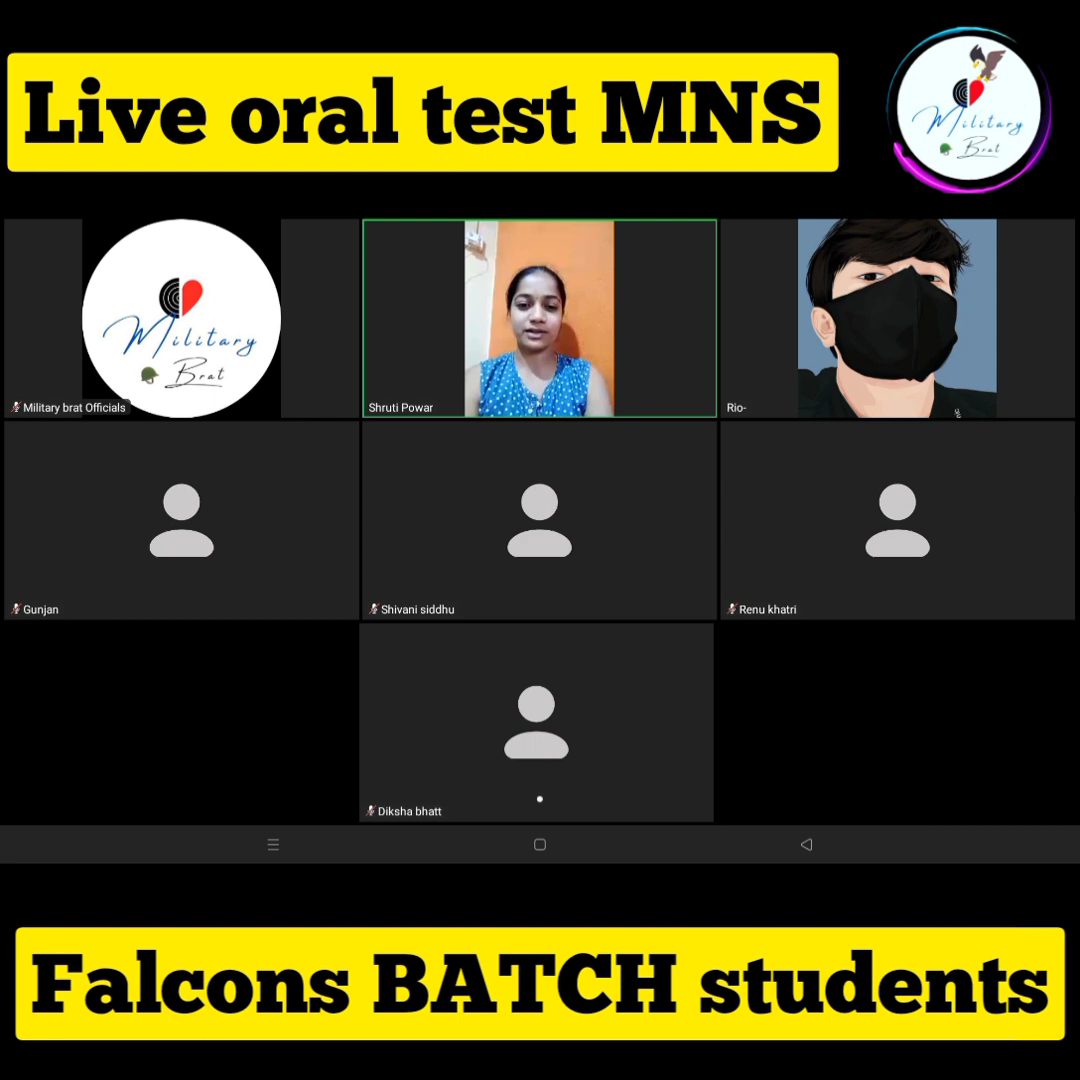 Live oral test MNS
Military
Brat
Military
Brat
Military brat Officials
Shruti Powar
Rio-
Gunjan
Shivani siddhu
Renu khatri
Diksha bhatt
Falcons BATCH students